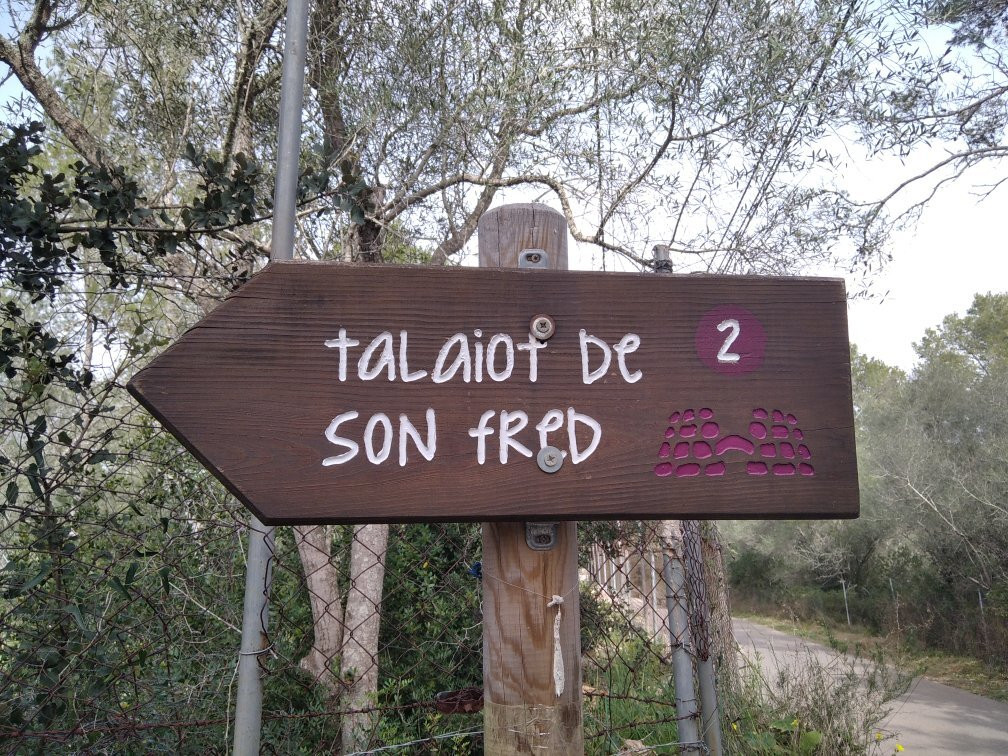 talaiot de 2
son fred